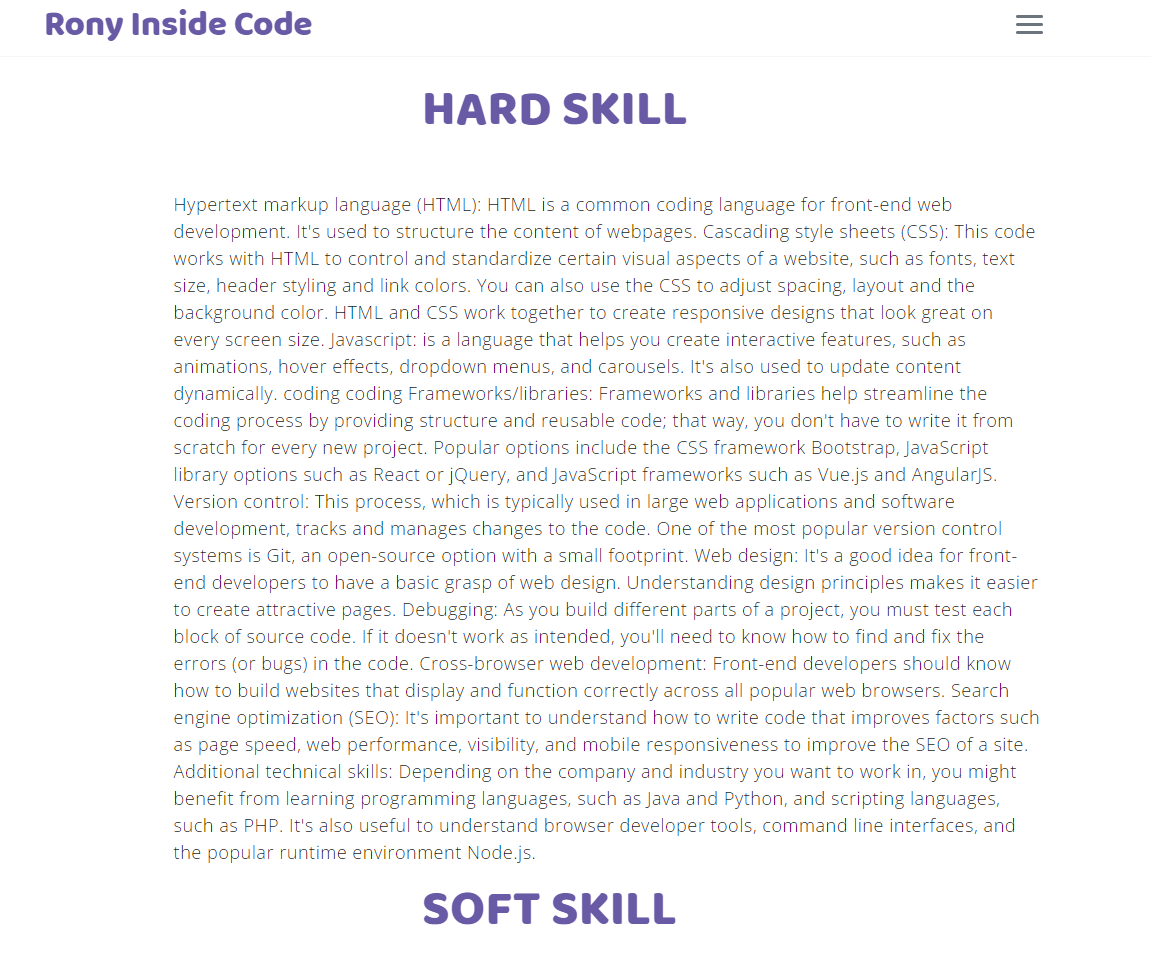 Rony Inside Code
HARD SKILL
Hypertext markup language (HTML): HTML is a common coding language for front-end web
development. It's used to structure the content of webpages. Cascading style sheets (CSS): This code
works with HTML to control and standardize certain visual aspects of a website, such as fonts, text
size, header styling and link colors. You can also use the CSS to adjust spacing, layout and the
background color. HTML and CSS work together to create responsive designs that look great on
every screen size. Javascript: is a language that helps you create interactive features, such as
animations, hover effects, dropdown menus, and carousels. It's also used to update content
dynamically. coding coding Frameworks/libraries: Frameworks and libraries help streamline the
coding process by providing structure and reusable code; that way, you don't have to write it from
scratch for every new project. Popular options include the CSS framework Bootstrap, JavaScript
library options such as React or jQuery, and JavaScript frameworks such as Vue.js and AngularJS.
Version control: This process, which is typically used in large web applications and software
development, tracks and manages changes to the code. One of the most popular version control
systems is Git, an open-source option with a small footprint. Web design: It's a good idea for front-
end developers to have a basic grasp of web design. Understanding design principles makes it easier
to create attractive pages. Debugging: As you build different parts of a project, you must test each
block of source code. If it doesn't work as intended, you'll need to know how to find and fix the
errors (or bugs) in the code. Cross-browser web development: Front-end developers should know
how to build websites that display and function correctly across all popular web browsers. Search
engine optimization (SEO): It's important to understand how to write code that improves factors such
as page speed, web performance, visibility, and mobile responsiveness to improve the SEO of a site.
Additional technical skills: Depending on the company and industry you want to work in, you might
benefit from learning programming languages, such as Java and Python, and scripting languages,
such as PHP. It's also useful to understand browser developer tools, command line interfaces, and
the popular runtime environment Node.js.
SOFT SKILL